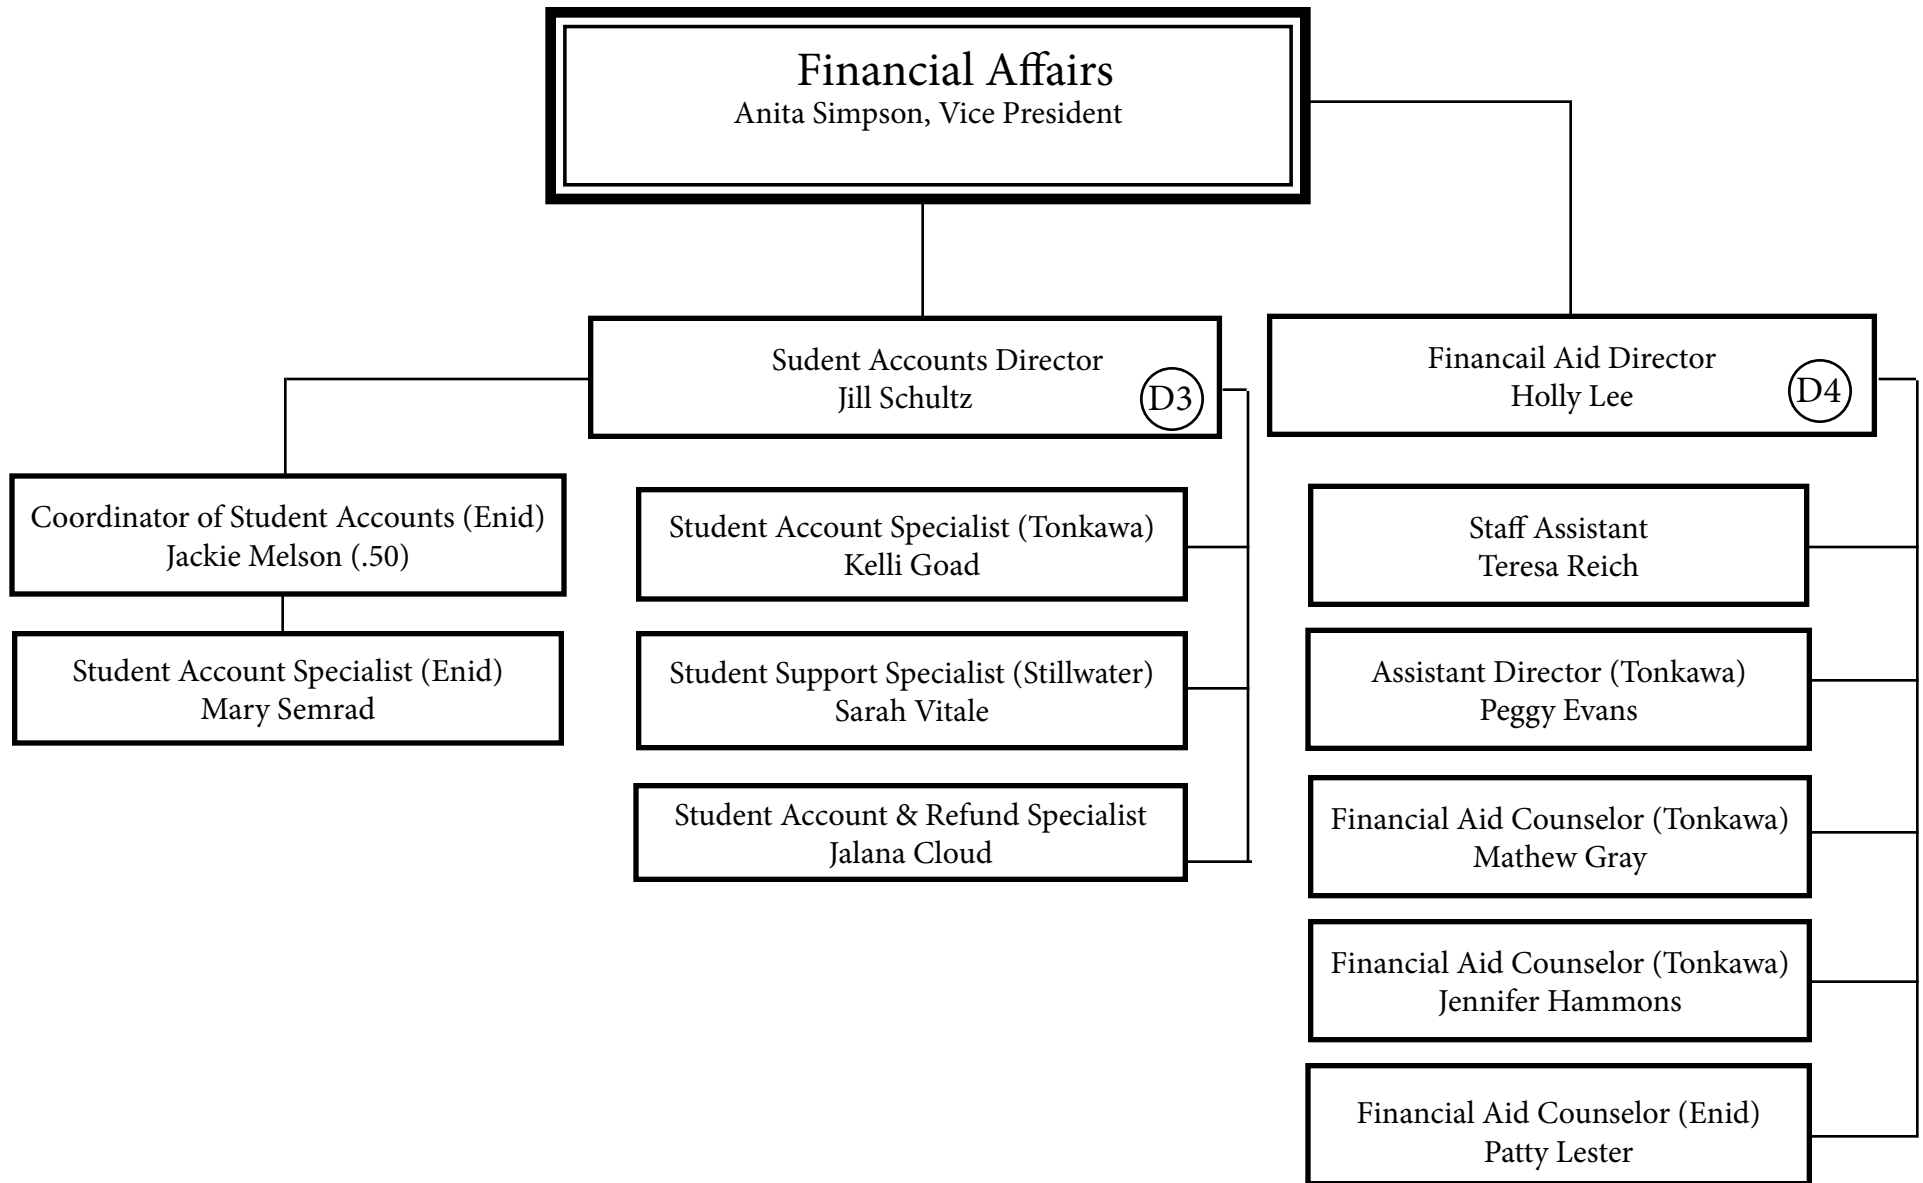 Financial Affairs
Anita Simpson, Vice President
Sudent Accounts Director
Jill Schultz
D3
Financail Aid Director
Holly Lee
D4
Coordinator of Student Accounts (Enid)
Jackie Melson (.50)
Student Account Specialist (Enid)
Mary Semrad
Student Account Specialist (Tonkawa)
Kelli Goad
Student Support Specialist (Stillwater)
Sarah Vitale
Student Account & Refund Specialist
Jalana Cloud
Staff Assistant
Teresa Reich
Assistant Director (Tonkawa)
Peggy Evans
Financial Aid Counselor (Tonkawa)
Mathew Gray
Financial Aid Counselor (Tonkawa)
Jennifer Hammons
Financial Aid Counselor (Enid)
Patty Lester